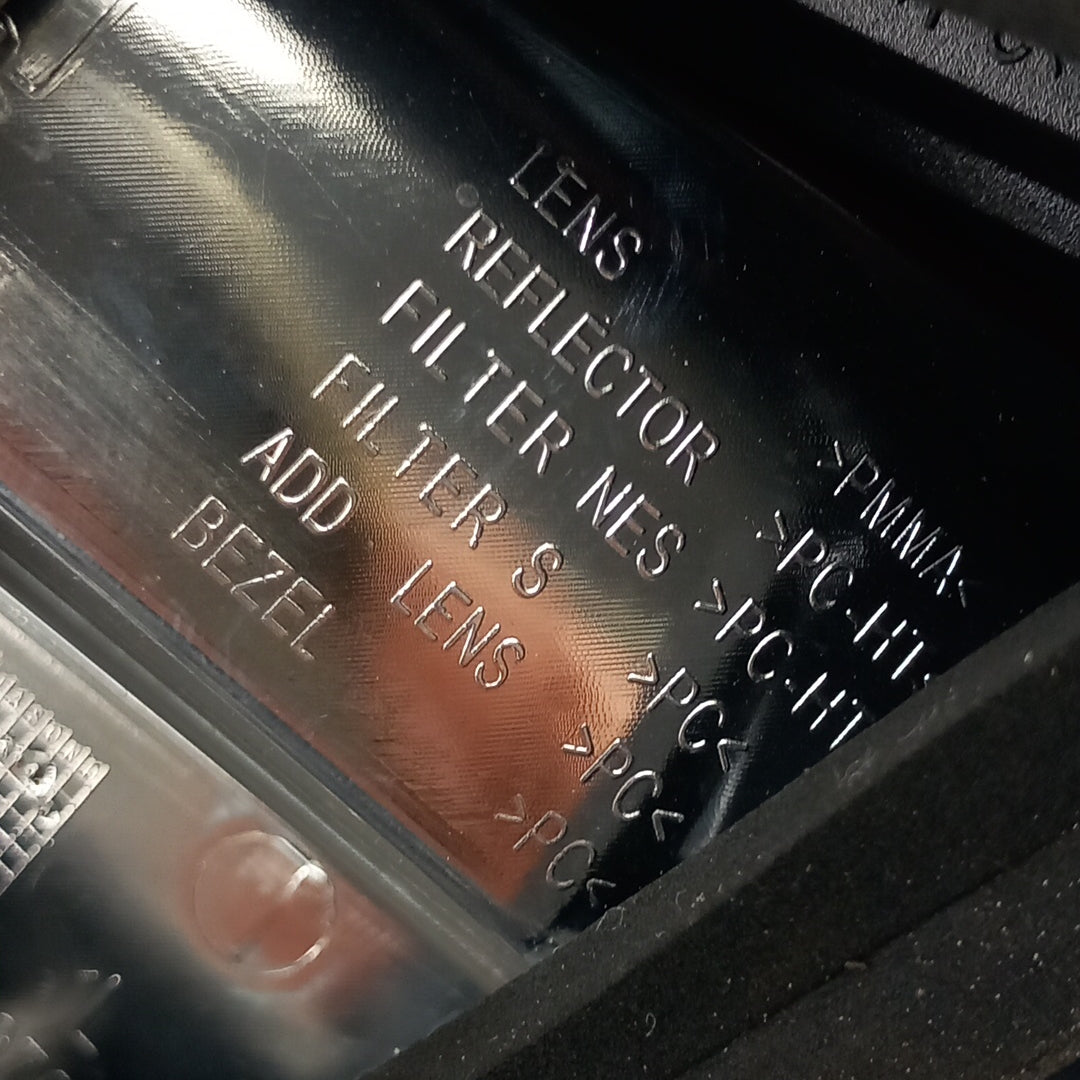 LENS >PMMA<
REFLECTOR >PC-HT
FILTER NES >PC-HT
FILTER S >PC<
ADD LENS >PC<
BEZEL >PC<